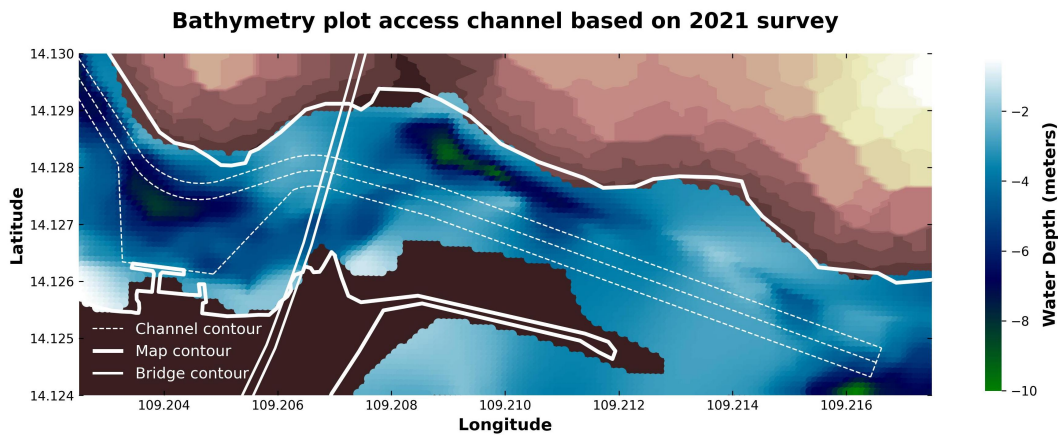 Bathymetry plot access channel based on 2021 survey
14.130
14.129
14.128
14.127
14.126
14.125
14.124
Latitude
Channel contour
Map contour
Bridge contour
109.204
109.206
109.208
109.210
109.212
109.214
109.216
Longitude
−2
−4
−6
−8
−10
Water Depth (meters)